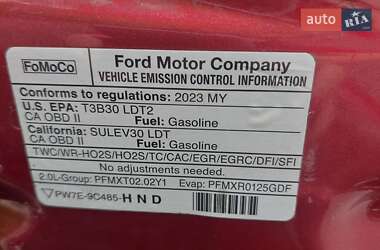 auto.RIA
FoMoCo
Ford Motor Company
VEHICLE EMISSION CONTROL INFORMATION
Conforms to regulations: 2023 MY
U.S. EPA: T3B30 LDT2
CA OBD II Fuel: Gasoline
California: SULEV30 LDT
CA OBD II Fuel: Gasoline
TWC/WR-HO2S/HO2S/TC/CAC/EGR/EGRC/DFI/SFI
No adjustments needed.
2.0L-Group: PFMXT02.02Y1 Evap: PFMXR0125GDF
PW7E-9C485-HND